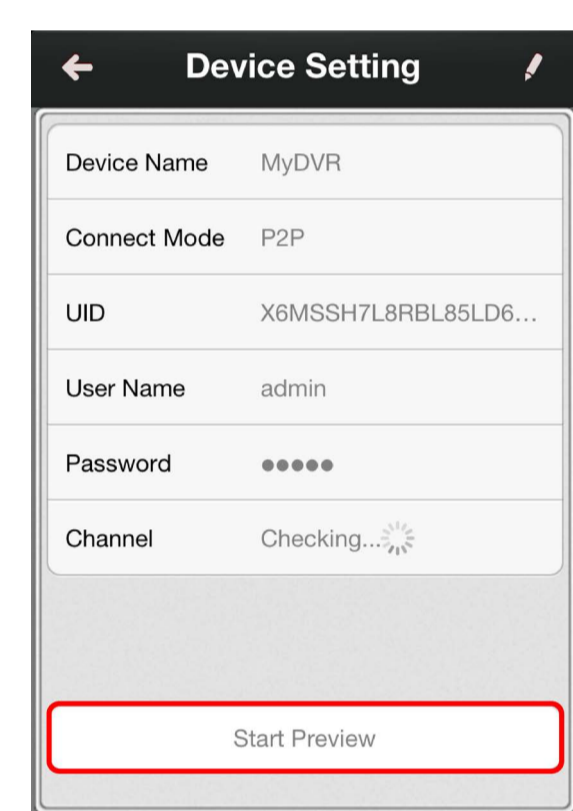 Device Setting
Device Name MyDVR
Connect Mode P2P
UID X6MSSH7L8RBL85LD6...
User Name admin
Password ●●●●●
Channel Checking...
Start Preview